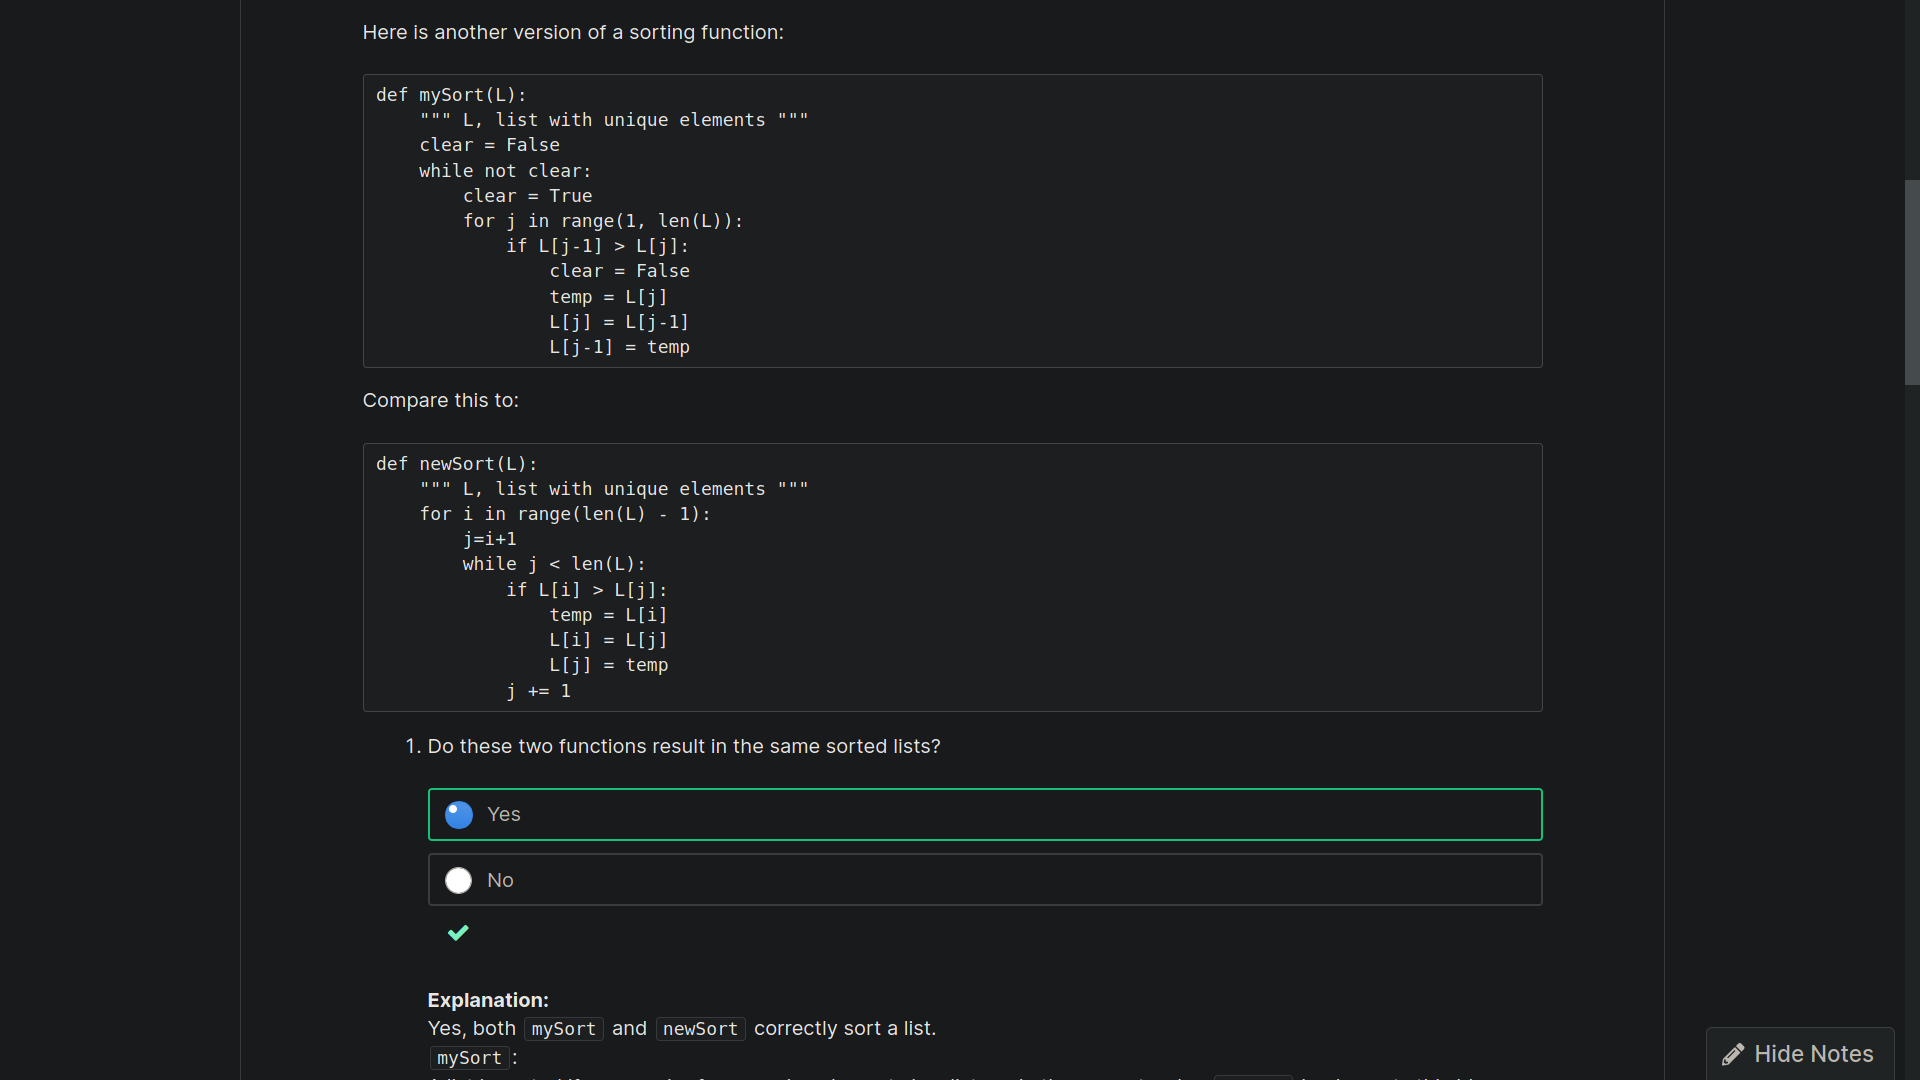 Here is another version of a sorting function:
def mySort(L):
    """ L, list with unique elements """
    clear = False
    while not clear:
        clear = True
        for j in range(1, len(L)):
            if L[j-1] > L[j]:
                clear = False
                temp = L[j]
                L[j] = L[j-1]
                L[j-1] = temp
Compare this to:
def newSort(L):
    """ L, list with unique elements """
    for i in range(len(L) - 1):
        j=i+1
        while j < len(L):
            if L[i] > L[j]:
                temp = L[i]
                L[i] = L[j]
                L[j] = temp
            j += 1
1. Do these two functions result in the same sorted lists?
Yes
No
Explanation:
Yes, both mySort and newSort correctly sort a list.
mySort:
Hide Notes